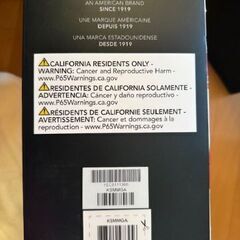 AN AMERICAN BRAND
SINCE 1919
UNE MARQUE AMÉRICAINE
DEPUIS 1919
UNA MARCA ESTADOUNIDENSE
DESDE 1919
⚠CALIFORNIA RESIDENTS ONLY -
WARNING: Cancer and Reproductive Harm -
www.P65Warnings.ca.gov
⚠RESIDENTES DE CALIFORNIA SOLAMENTE -
ADVERTENCIA: Cáncer y daño reproductivo -
www.P65Warnings.ca.gov
⚠RÉSIDENTS DE CALIFORNIE SEULEMENT -
AVERTISSEMENT: Cancer et dommages à la
reproduction - www.P65Warnings.ca.gov
KSMMGA
KSMMGA